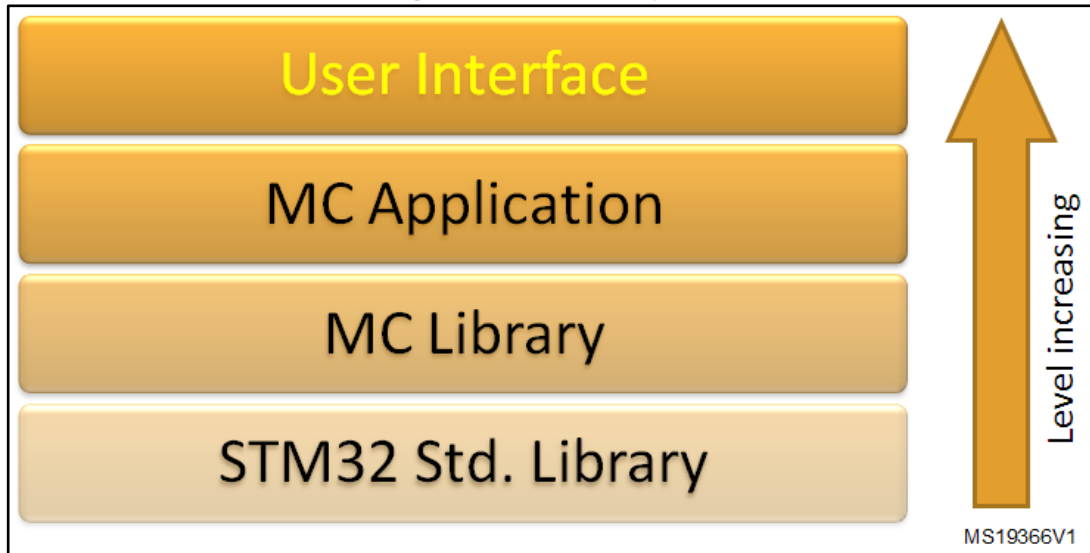 User Interface
MC Application
MC Library
STM32 Std. Library
Level increasing
MS19366V1